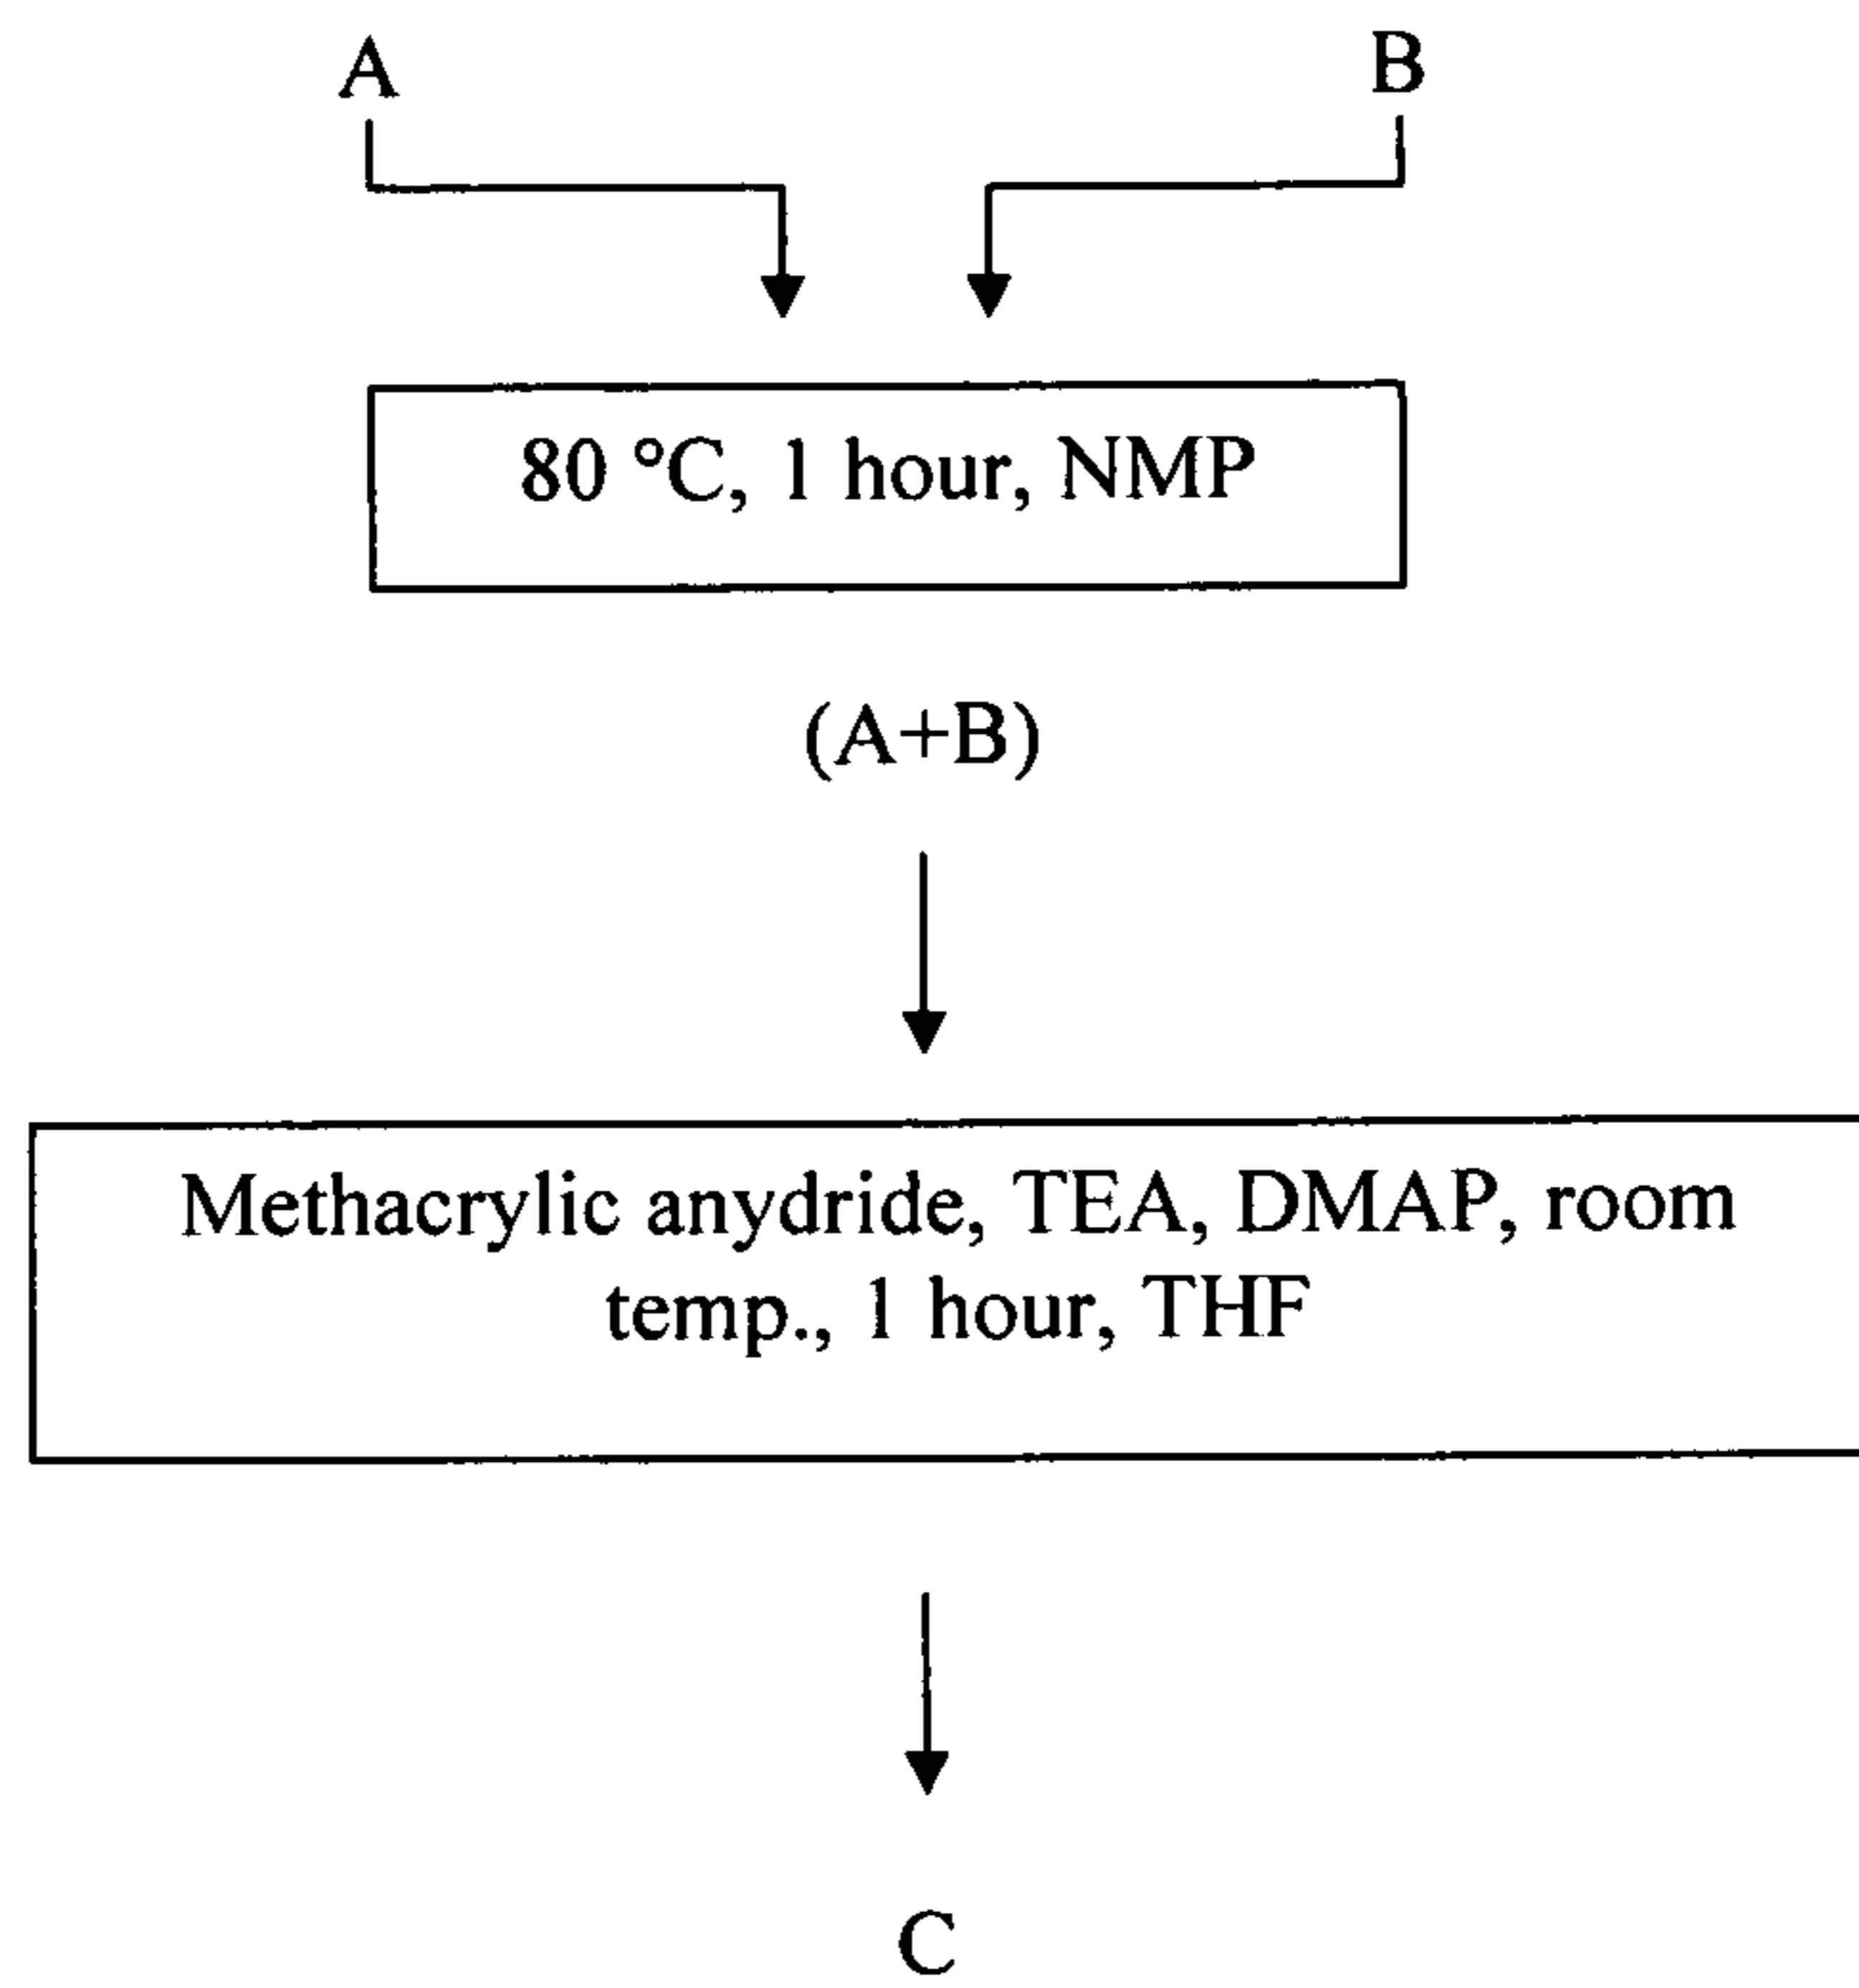 A
B
80 °C, 1 hour, NMP
(A+B)
Methacrylic anydride, TEA, DMAP, room
temp., 1 hour, THF
C